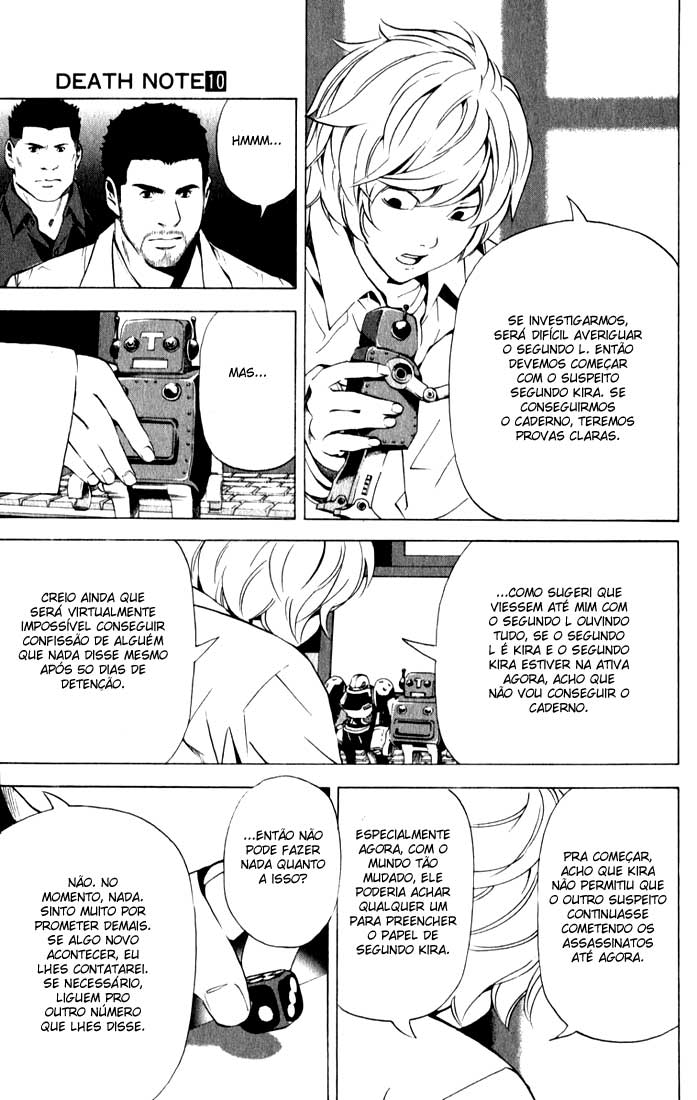 DEATH NOTE 10
SE INVESTIGARMOS,
SERÁ DIFÍCIL AVERIGUAR
O SEGUNDO L. ENTÃO
DEVEMOS COMEÇAR
COM O SUSPEITO
SEGUNDO KIRA. SE
CONSEGUIRMOS
O CADERNO, TEREMOS
PROVAS CLARAS.
HMMM...
MAS...
...COMO SUGERI QUE
VIESSEM ATÉ MIM COM
O SEGUNDO L OUVINDO
TUDO, SE O SEGUNDO
L É KIRA E O SEGUNDO
KIRA ESTIVER NA ATIVA
AGORA, ACHO QUE
NÃO VOU CONSEGUIR O
CADERNO.
CREIO AINDA QUE
SERÁ VIRTUALMENTE
IMPOSSÍVEL CONSEGUIR
CONFISSÃO DE ALGUÉM
QUE NADA DISSE MESMO
APÓS 50 DIAS DE
DETENÇÃO.
PRA COMEÇAR,
ACHO QUE KIRA
NÃO PERMITIU QUE
O OUTRO SUSPEITO
CONTINUASSE
COMETENDO OS
ASSASSINATOS
ATÉ AGORA.
ESPECIALMENTE
AGORA, COM O
MUNDO TÃO
MUDADO, ELE
PODERIA ACHAR
QUALQUER UM
PARA PREENCHER
O PAPEL DE
SEGUNDO KIRA.
...ENTÃO NÃO
PODE FAZER
NADA QUANTO
A ISSO?
NÃO. NO
MOMENTO, NADA.
SINTO MUITO POR
PROMETER DEMAIS.
SE ALGO NOVO
ACONTECER, EU
LHES CONTATAREI.
SE NECESSÁRIO,
LIGUEM PRO
OUTRO NÚMERO
QUE LHES DISSE.